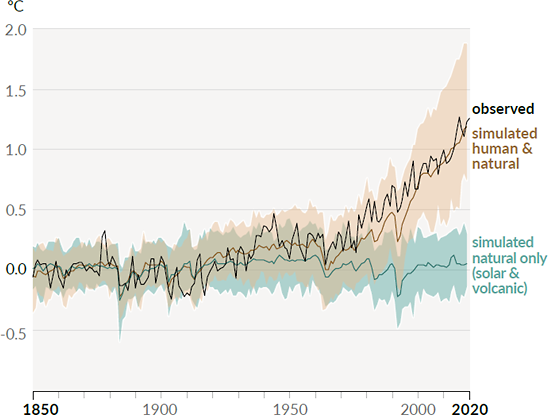 °C
2.0
1.5
1.0
0.5
0.0
-0.5
observed
simulated
human &
natural
simulated
natural only
(solar &
volcanic)
1850
1900
1950
2000
2020